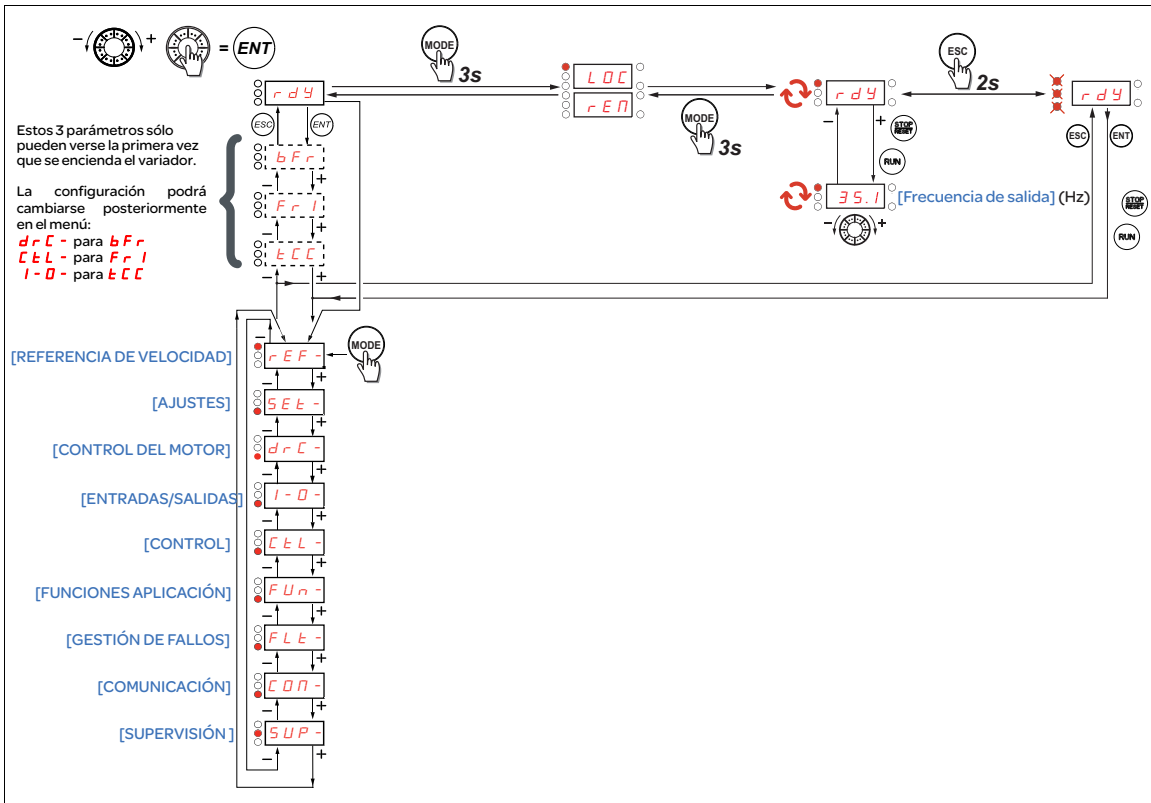 - + = ENT
MODE
3s
ESC
2s
rdY
LOC
rEM
rdY
rdY
MODE
3s
ESC ENT
- + STOP RESET
RUN
ESC ENT
Estos 3 parámetros sólo
pueden verse la primera vez
que se encienda el variador.
La configuración podrá
cambiarse posteriormente
en el menú:
drC- para bFr
CtL- para Fr1
I-O- para tCC
bFr
- +
Fr1
- +
tCC
- +
35.1 [Frecuencia de salida] (Hz)
- +
STOP RESET
RUN
MODE
-
[REFERENCIA DE VELOCIDAD] rEF-
- +
[AJUSTES] SEt-
- +
[CONTROL DEL MOTOR] drC-
- +
[ENTRADAS/SALIDAS] I-O-
- +
[CONTROL] CtL-
- +
[FUNCIONES APLICACIÓN] FUn-
- +
[GESTIÓN DE FALLOS] FLt-
- +
[COMUNICACIÓN] COM-
- +
[SUPERVISIÓN ] SUP-
- +